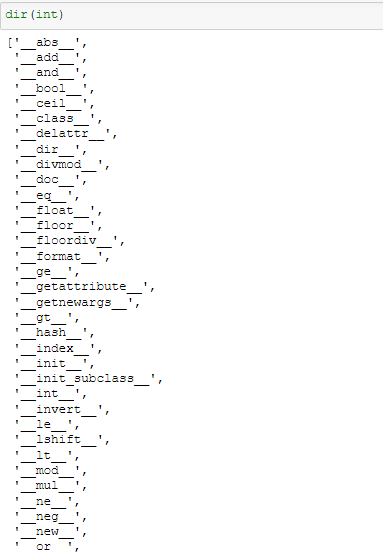 dir(int)
['__abs__',
'__add__',
'__and__',
'__bool__',
'__ceil__',
'__class__',
'__delattr__',
'__dir__',
'__divmod__',
'__doc__',
'__eq__',
'__float__',
'__floor__',
'__floordiv__',
'__format__',
'__ge__',
'__getattribute__',
'__getnewargs__',
'__gt__',
'__hash__',
'__index__',
'__init__',
'__init_subclass__',
'__int__',
'__invert__',
'__le__',
'__lshift__',
'__lt__',
'__mod__',
'__mul__',
'__ne__',
'__neg__',
'__new__',
'__or__',